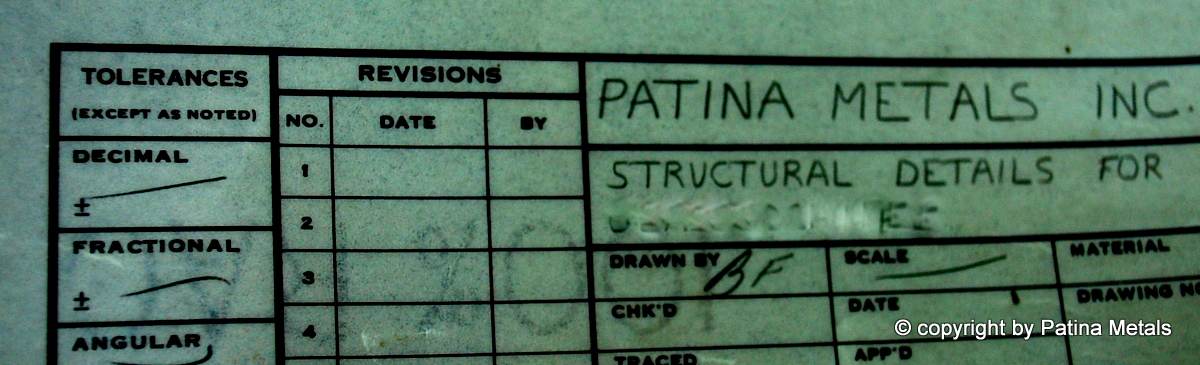 TOLERANCES
(EXCEPT AS NOTED)
DECIMAL
±
FRACTIONAL
±
ANGULAR
REVISIONS
NO. DATE BY
1
2
3
4
PATINA METALS INC.
STRUCTURAL DETAILS FOR
DRAWN BY BF
SCALE
MATERIAL
CHK'D
DATE
DRAWING NO
TRACED
APP'D
© copyright by Patina Metals